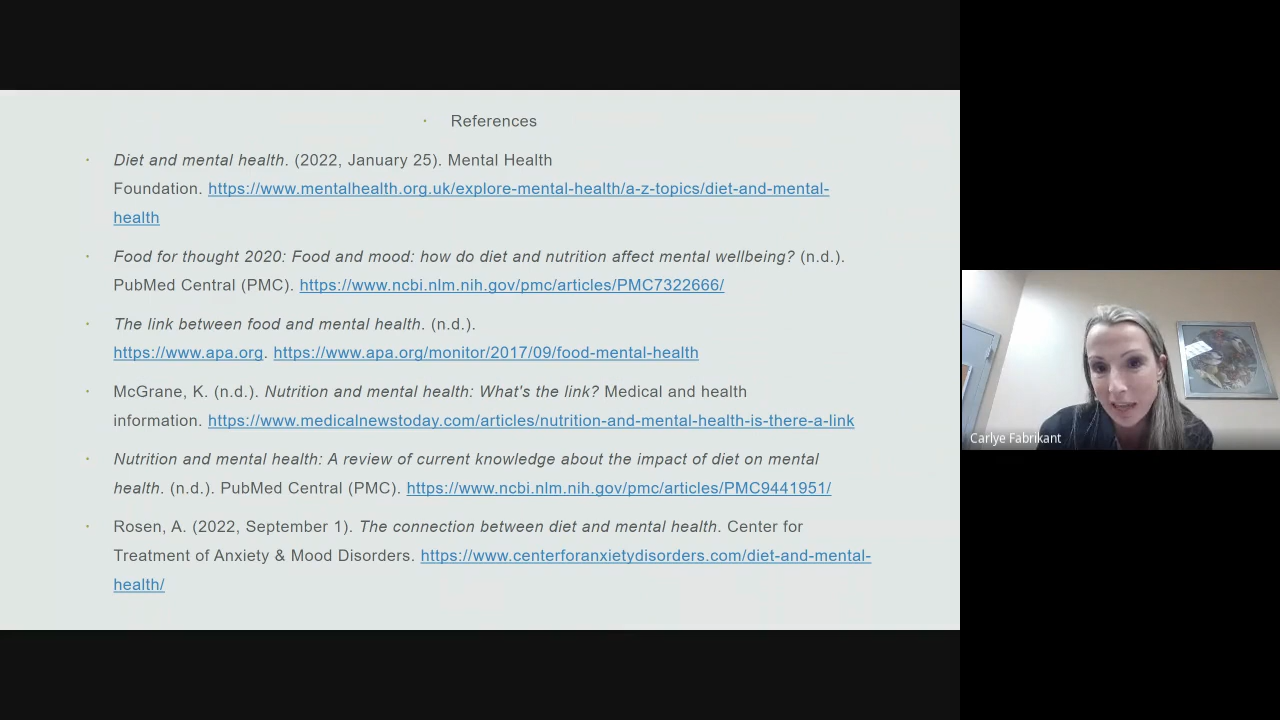 References
Diet and mental health. (2022, January 25). Mental Health
Foundation. https://www.mentalhealth.org.uk/explore-mental-health/a-z-topics/diet-and-mental-
health
Food for thought 2020: Food and mood: how do diet and nutrition affect mental wellbeing? (n.d.).
PubMed Central (PMC). https://www.ncbi.nlm.nih.gov/pmc/articles/PMC7322666/
The link between food and mental health. (n.d.).
https://www.apa.org. https://www.apa.org/monitor/2017/09/food-mental-health
McGrane, K. (n.d.). Nutrition and mental health: What's the link? Medical and health
information. https://www.medicalnewstoday.com/articles/nutrition-and-mental-health-is-there-a-link
Nutrition and mental health: A review of current knowledge about the impact of diet on mental
health. (n.d.). PubMed Central (PMC). https://www.ncbi.nlm.nih.gov/pmc/articles/PMC9441951/
Rosen, A. (2022, September 1). The connection between diet and mental health. Center for
Treatment of Anxiety & Mood Disorders. https://www.centerforanxietydisorders.com/diet-and-mental-
health/
Carlye Fabrikant